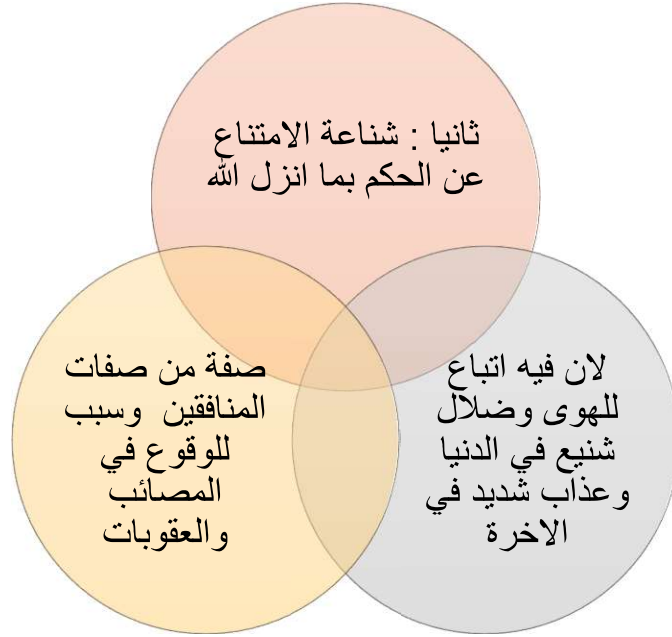 ثانيا : شناعة الامتناع
عن الحكم بما انزل الله
لان فيه اتباع
للهوى وضلال
شنيع في الدنيا
وعذاب شديد في
الاخرة
صفة من صفات
المنافقين وسبب
للوقوع في
المصائب
والعقوبات